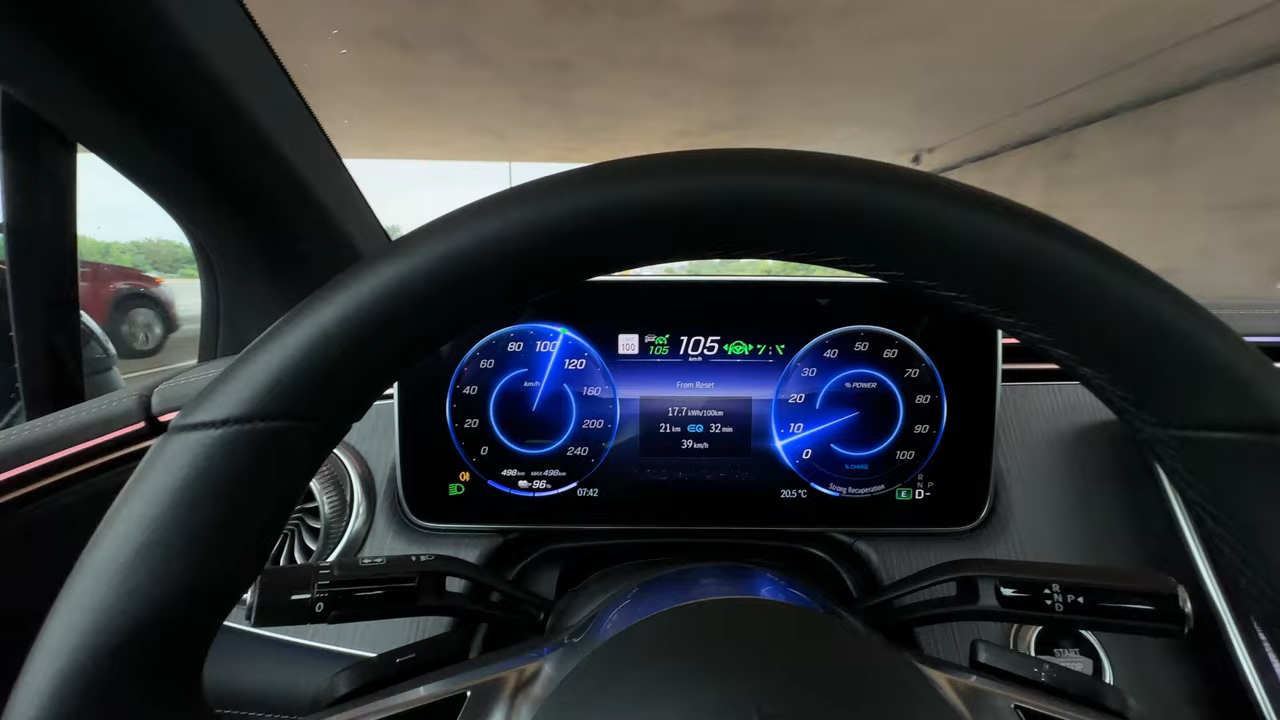 100
105
105
km/h
From Reset
17.7 kWh/100km
21 km EQ 32 min
39 km/h
0
20
40
60
80
100
120
160
200
240
km/h
498 km MAX 498 km
96%
07:42
0
10
20
30
40
50
60
70
80
90
100
% POWER
% CHARGE
Strong Recuperation
20.5 °C
R
N P
E D-
0
R
N P
D
START
STOP